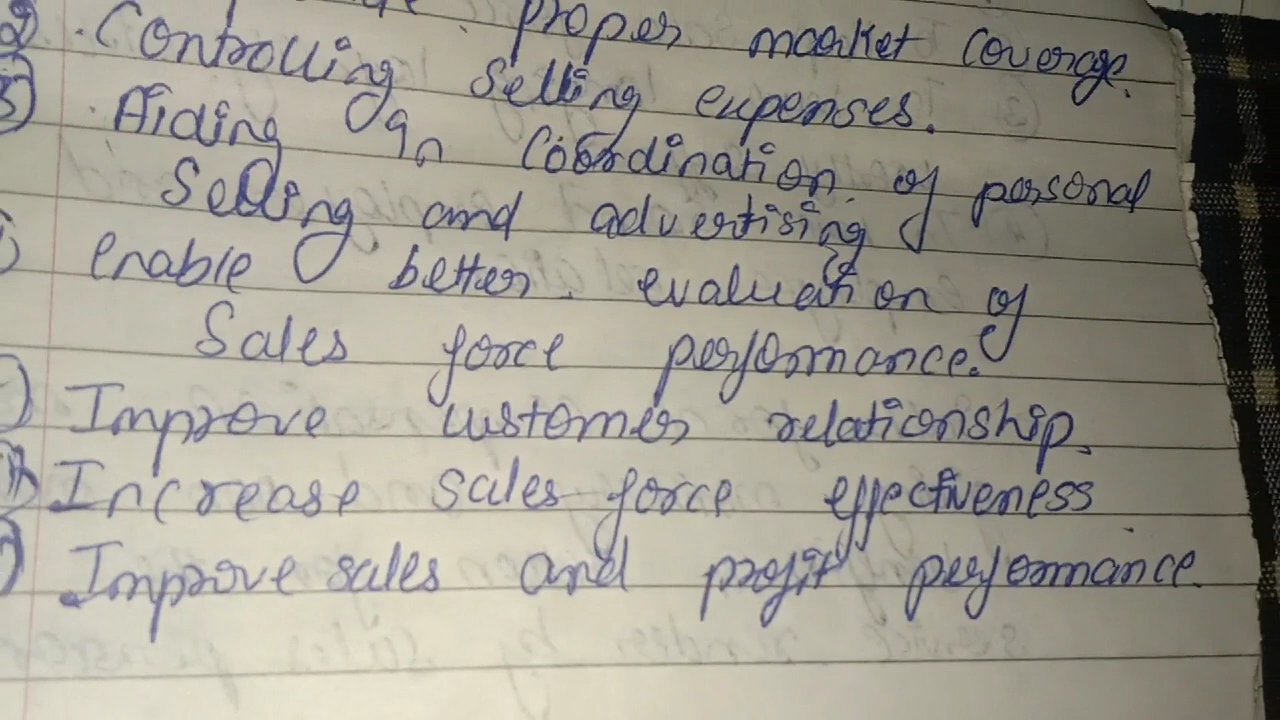 proper market coverage.
2) Controlling selling expenses.
3) Aiding in coordination of personal
selling and advertising
enable better evaluation of
Sales force performance.
Improve customer relationship.
Increase sales force effectiveness
Improve sales and profit performance.